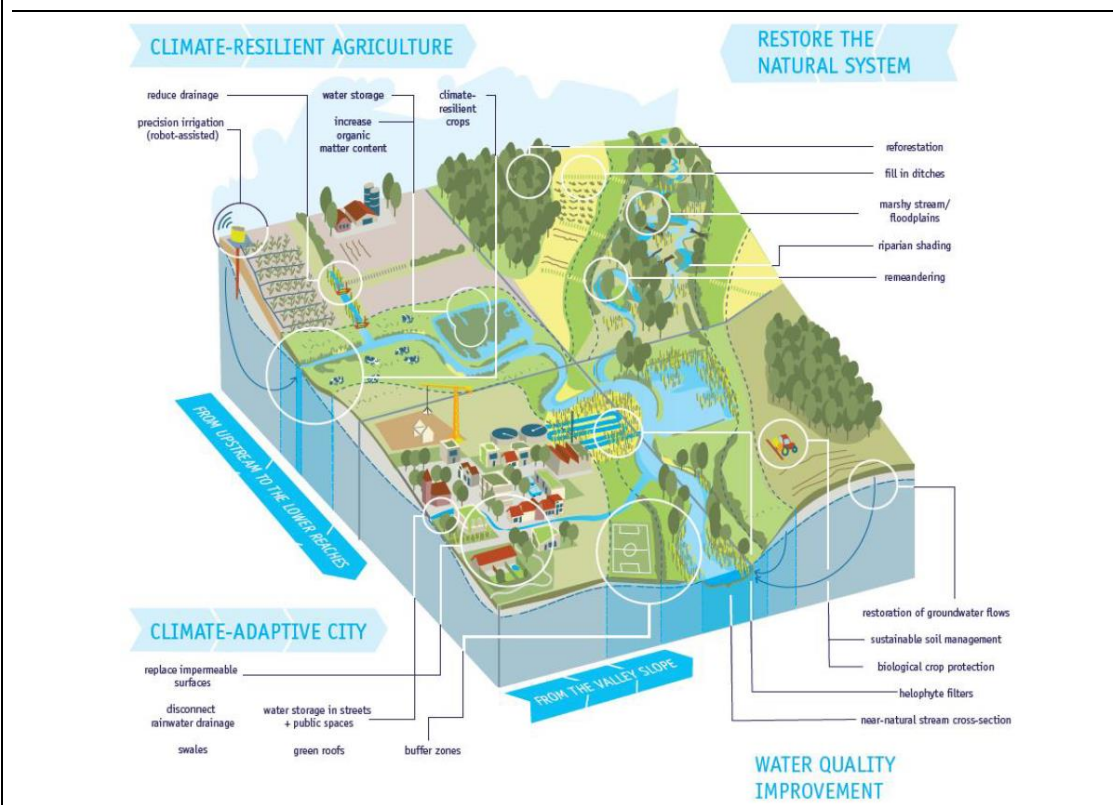 CLIMATE-RESILIENT AGRICULTURE
reduce drainage
precision irrigation
(robot-assisted)
water storage
increase
organic
matter content
climate-
resilient
crops
RESTORE THE
NATURAL SYSTEM
reforestation
fill in ditches
marshy stream/
floodplains
riparian shading
remeandering
FROM UPSTREAM TO THE LOWER REACHES
FROM THE VALLEY SLOPE
CLIMATE-ADAPTIVE CITY
replace impermeable
surfaces
disconnect
rainwater drainage
swales
water storage in streets
+ public spaces
green roofs
buffer zones
restoration of groundwater flows
sustainable soil management
biological crop protection
helophyte filters
near-natural stream cross-section
WATER QUALITY
IMPROVEMENT